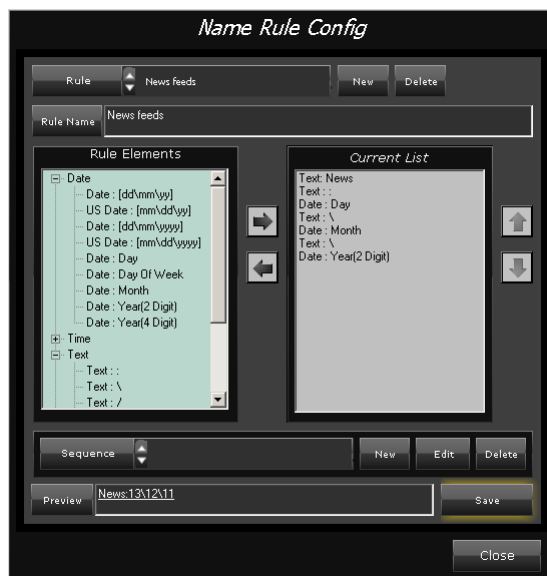 Name Rule Config
Rule News feeds New Delete
Rule Name News feeds
Rule Elements
Date
Date : [dd\mm\yy]
US Date : [mm\dd\yy]
Date : [dd\mm\yyyy]
US Date : [mm\dd\yyyy]
Date : Day
Date : Day Of Week
Date : Month
Date : Year(2 Digit)
Date : Year(4 Digit)
Time
Text
Text : :
Text : \
Text : /
Current List
Text: News
Text : :
Date : Day
Text : \
Date : Month
Text : \
Date : Year(2 Digit)
Sequence New Edit Delete
Preview News:13\12\11 Save
Close